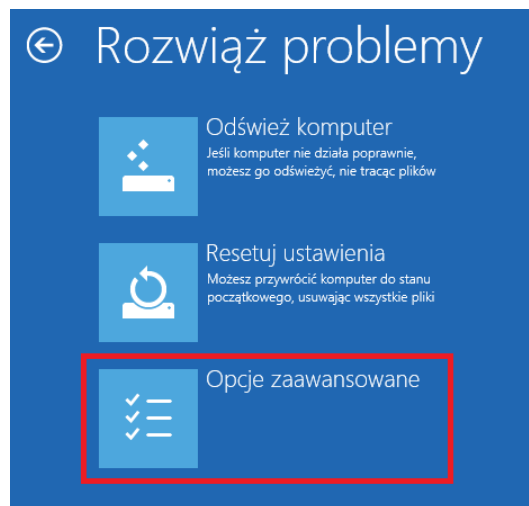 Rozwiąż problemy
Odśwież komputer
Jeśli komputer nie działa poprawnie,
możesz go odświeżyć, nie tracąc plików
Resetuj ustawienia
Możesz przywrócić komputer do stanu
początkowego, usuwając wszystkie pliki
Opcje zaawansowane